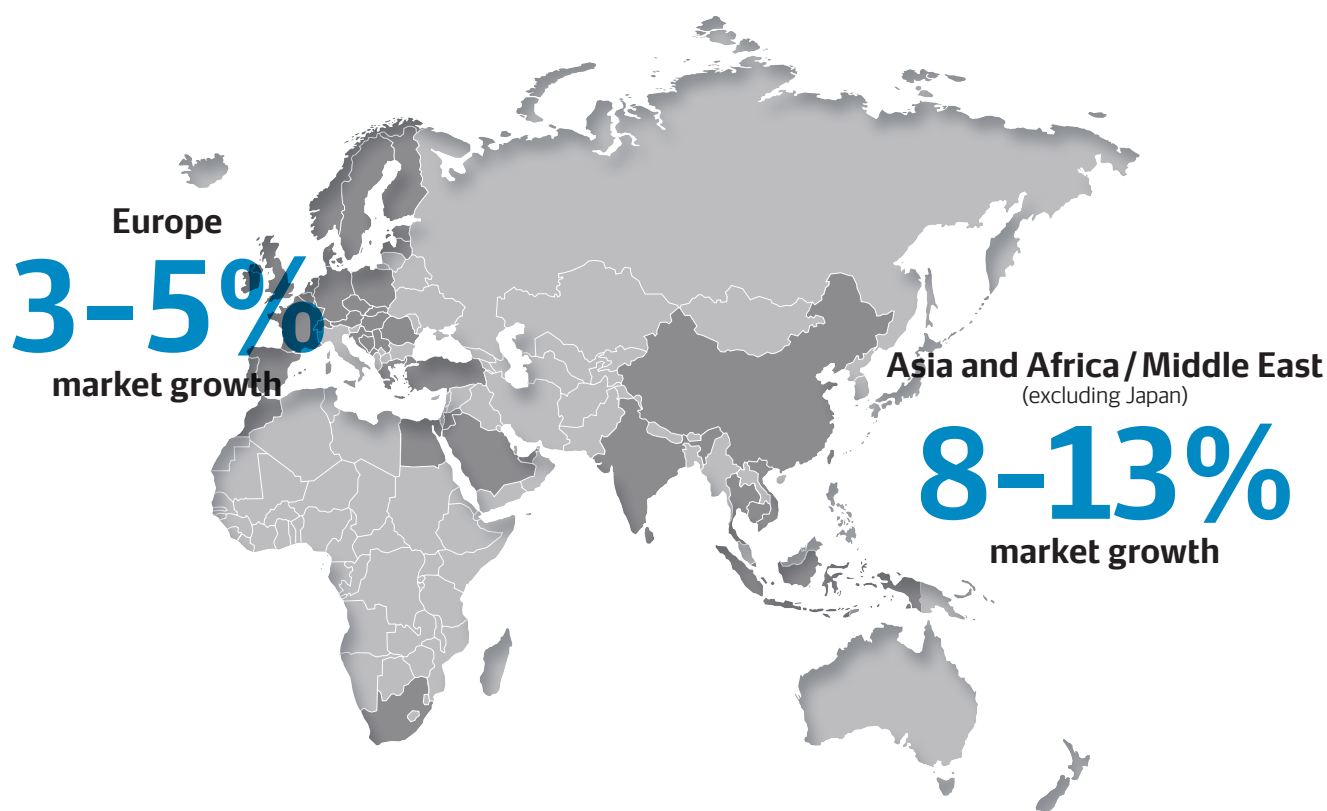 Europe
3–5%
market growth
Asia and Africa/Middle East
(excluding Japan)
8–13%
market growth